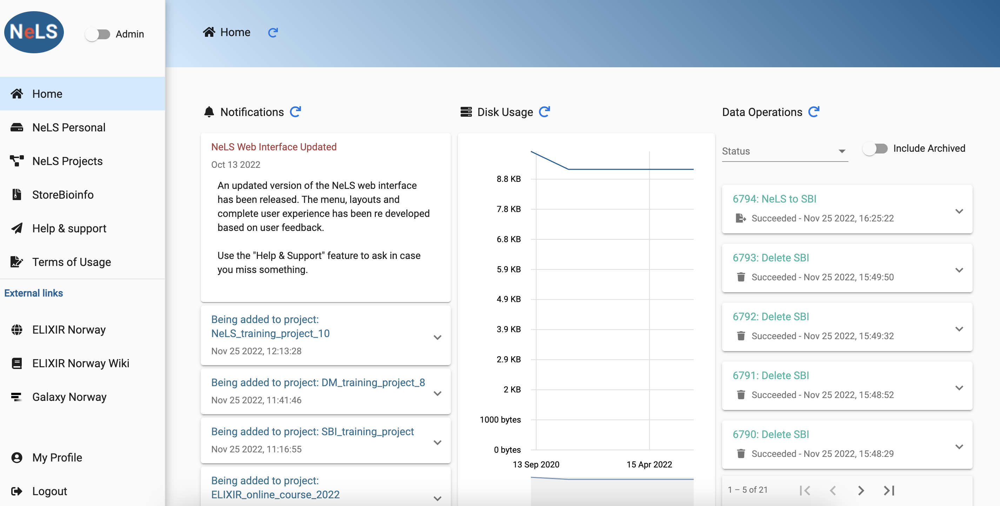 NeLS
Admin
Home
NeLS Personal
NeLS Projects
StoreBioinfo
Help & support
Terms of Usage
External links
ELIXIR Norway
ELIXIR Norway Wiki
Galaxy Norway
My Profile
Logout
Home
Notifications
NeLS Web Interface Updated
Oct 13 2022
An updated version of the NeLS web interface
has been released. The menu, layouts and
complete user experience has been re developed
based on user feedback.
Use the "Help & Support" feature to ask in case
you miss something.
Being added to project:
NeLS_training_project_10
Nov 25 2022, 12:13:28
Being added to project: DM_training_project_8
Nov 25 2022, 11:41:46
Being added to project: SBI_training_project
Nov 25 2022, 11:16:55
Being added to project:
ELIXIR_online_course_2022
Disk Usage
8.8 KB
7.8 KB
6.8 KB
5.9 KB
4.9 KB
3.9 KB
2.9 KB
2 KB
1000 bytes
0 bytes
13 Sep 2020
15 Apr 2022
Data Operations
Status
Include Archived
6794: NeLS to SBI
Succeeded - Nov 25 2022, 16:25:22
6793: Delete SBI
Succeeded - Nov 25 2022, 15:49:50
6792: Delete SBI
Succeeded - Nov 25 2022, 15:49:32
6791: Delete SBI
Succeeded - Nov 25 2022, 15:48:52
6790: Delete SBI
Succeeded - Nov 25 2022, 15:48:29
1 – 5 of 21